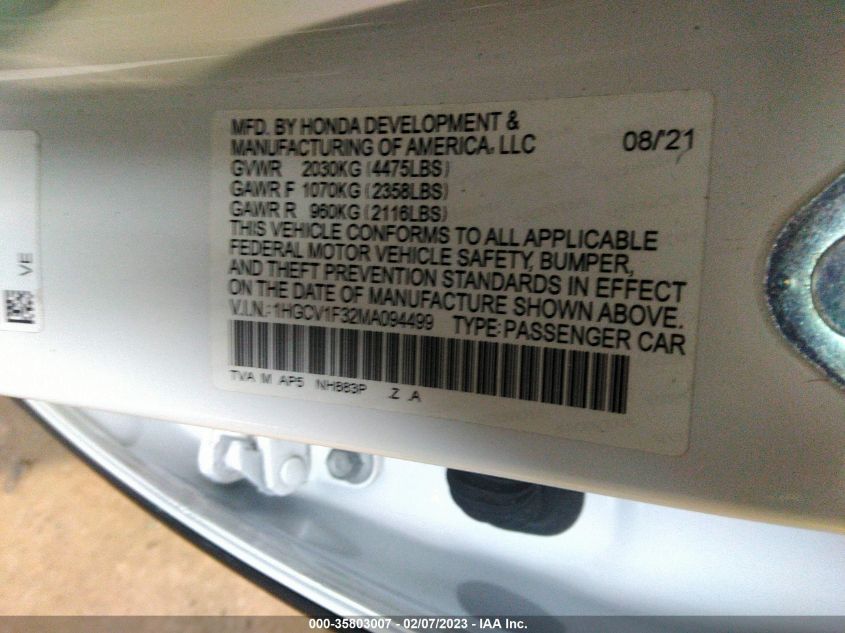 MFD. BY HONDA DEVELOPMENT &
MANUFACTURING OF AMERICA, LLC 08/'21
GVWR 2030KG (4475LBS)
GAWR F 1070KG (2358LBS)
GAWR R 960KG (2116LBS)
THIS VEHICLE CONFORMS TO ALL APPLICABLE
FEDERAL MOTOR VEHICLE SAFETY, BUMPER,
AND THEFT PREVENTION STANDARDS IN EFFECT
ON THE DATE OF MANUFACTURE SHOWN ABOVE.
V.I.N.: 1HGCV1F32MA094499 TYPE: PASSENGER CAR
TVA M AP5 NH883P .Z .A
VE
000-35803007 - 02/07/2023 - IAA Inc.